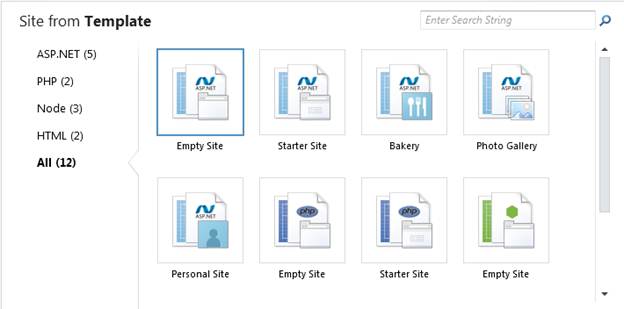 Site from Template
Enter Search String
ASP.NET (5)
PHP (2)
Node (3)
HTML (2)
All (12)
ASP.NET
ASP.NET
ASP.NET
ASP.NET
Empty Site
Starter Site
Bakery
Photo Gallery
ASP.NET
php
php
Personal Site
Empty Site
Starter Site
Empty Site